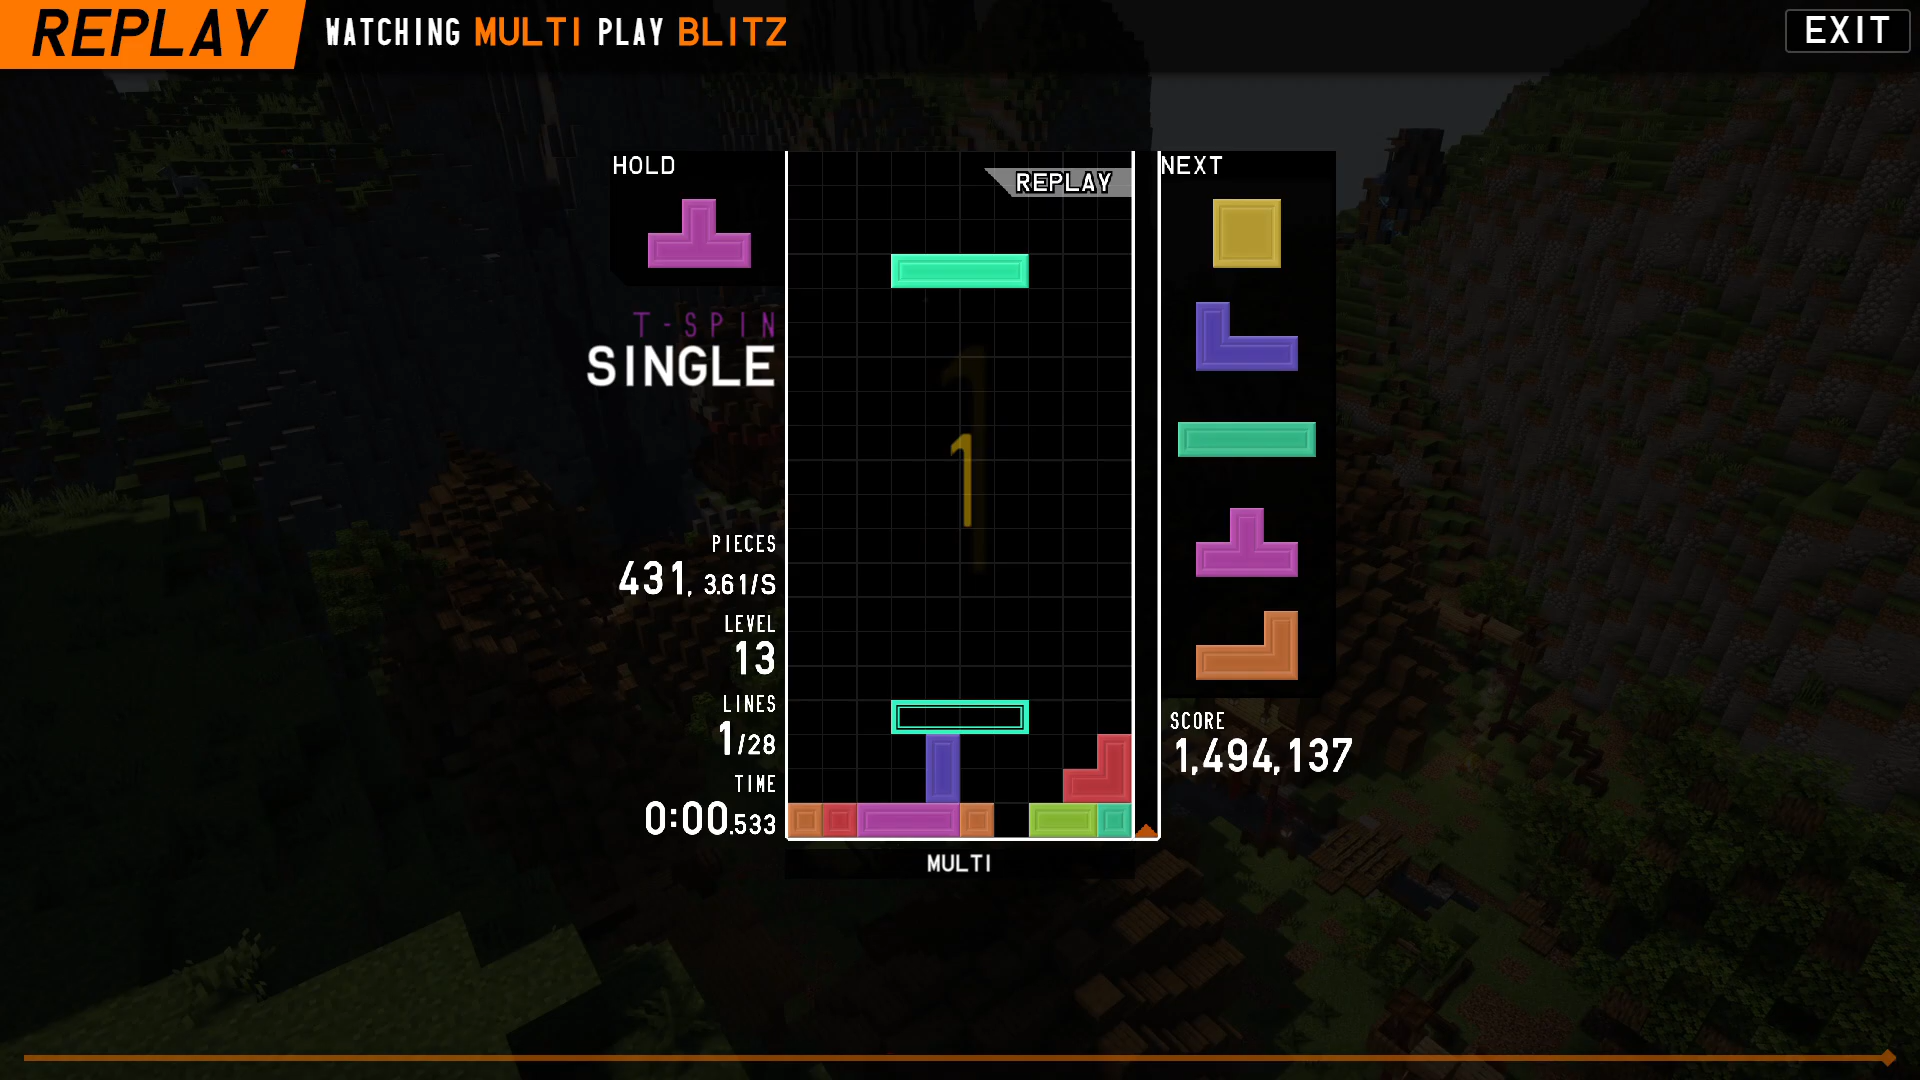 REPLAY
WATCHING MULTI PLAY BLITZ
EXIT
HOLD
REPLAY
NEXT
T-SPIN
SINGLE
1
PIECES
431, 3.61/S
LEVEL
13
LINES
1/28
TIME
0:00.533
SCORE
1,494,137
MULTI